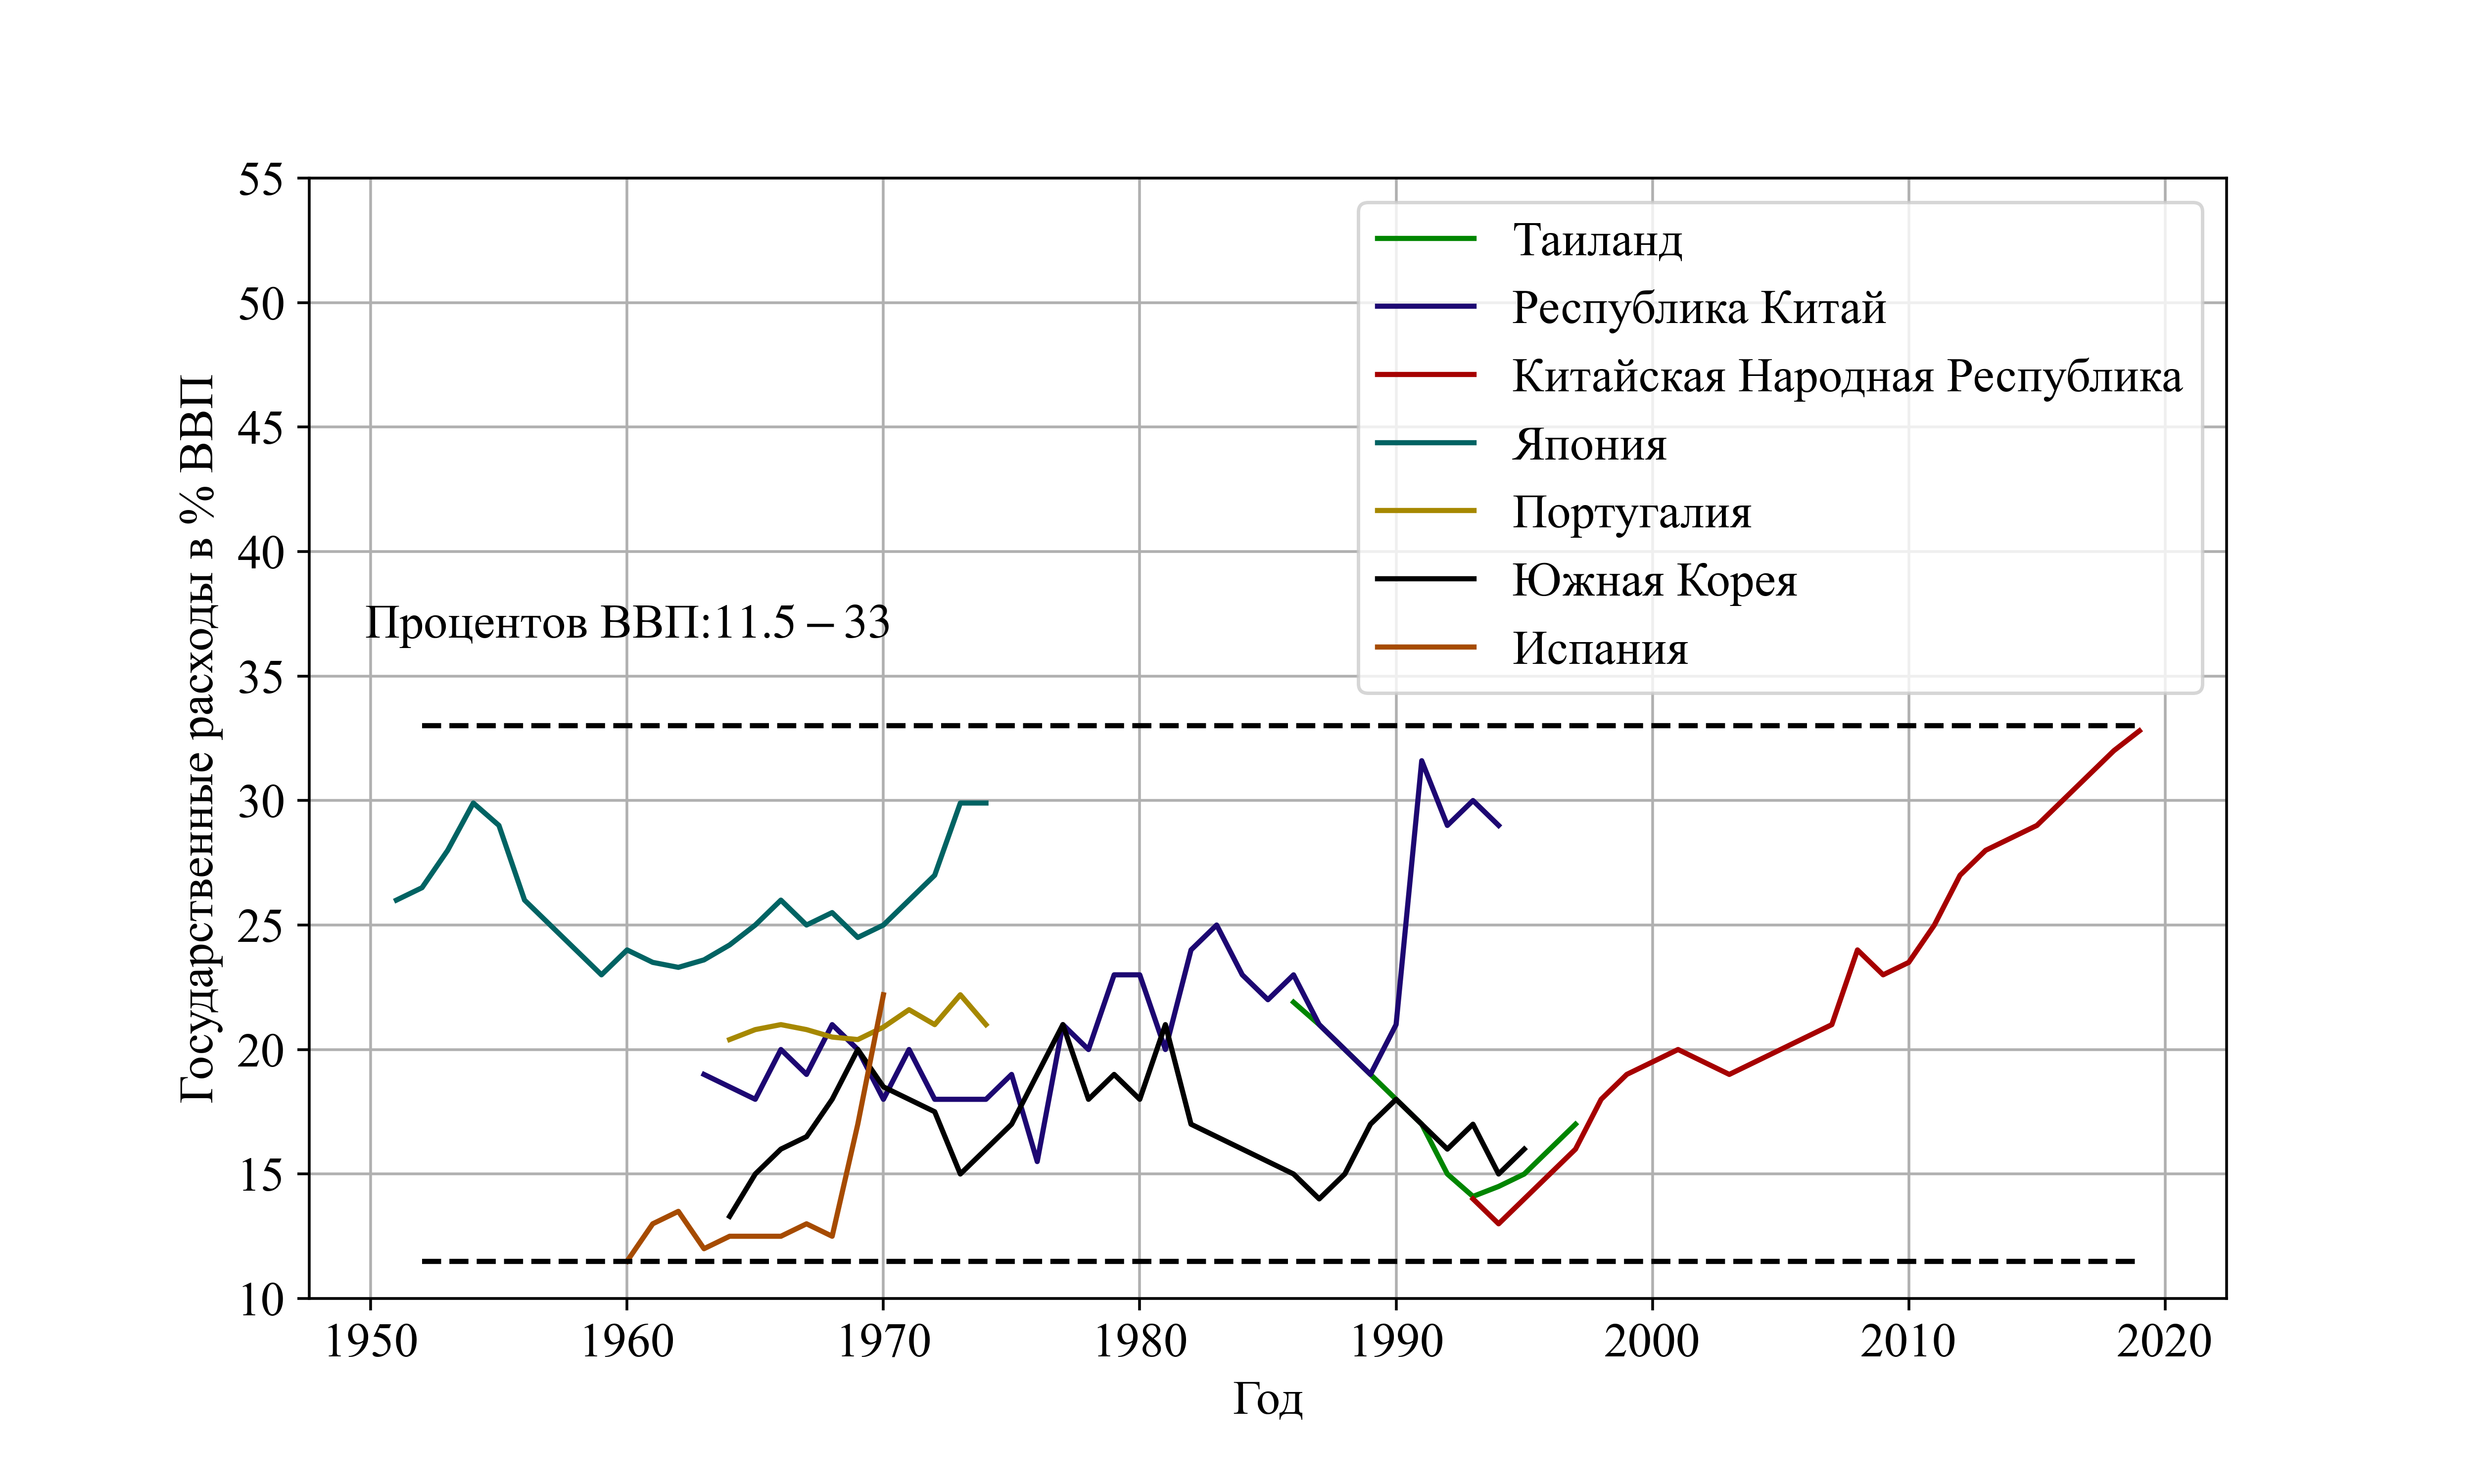 55
50
45
40
35
30
25
20
15
10
Государственные расходы в % ВВП
Таиланд
Республика Китай
Китайская Народная Республика
Япония
Португалия
Южная Корея
Испания
Процентов ВВП:11.5 – 33
1950 1960 1970 1980 1990 2000 2010 2020
Год